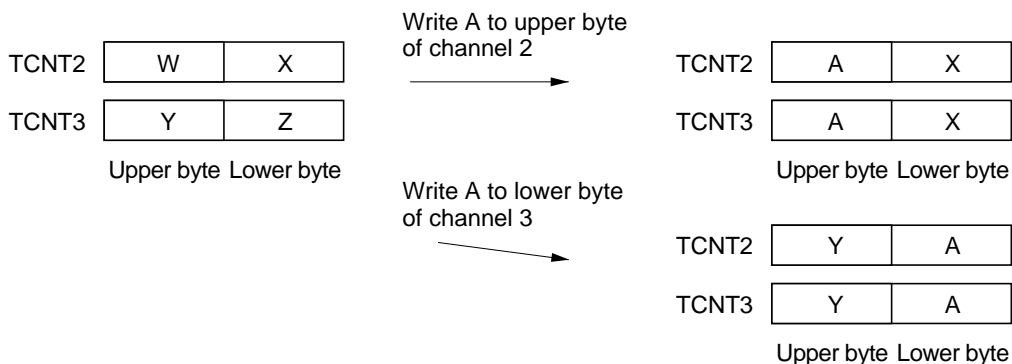 Write A to upper byte
of channel 2
TCNT2 W X
TCNT3 Y Z
Upper byte Lower byte
TCNT2 A X
TCNT3 A X
Upper byte Lower byte
Write A to lower byte
of channel 3
TCNT2 Y A
TCNT3 Y A
Upper byte Lower byte